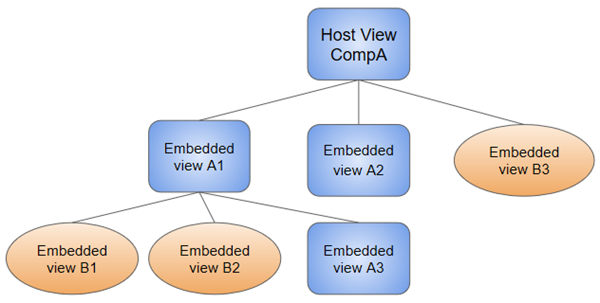 Host View
CompA
Embedded
view A1
Embedded
view A2
Embedded
view B3
Embedded
view B1
Embedded
view B2
Embedded
view A3